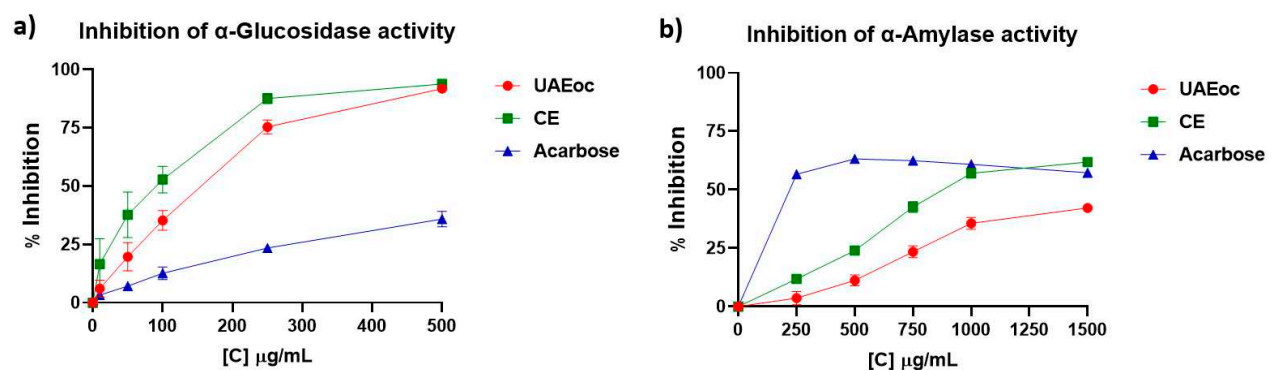 a)
Inhibition of α-Glucosidase activity
% Inhibition
100
75
50
25
0
0
100
200
300
400
500
[C] µg/mL
UAEoc
CE
Acarbose
b)
Inhibition of α-Amylase activity
% Inhibition
100
75
50
25
0
0
250
500
750
1000
1250
1500
[C] µg/mL
UAEoc
CE
Acarbose